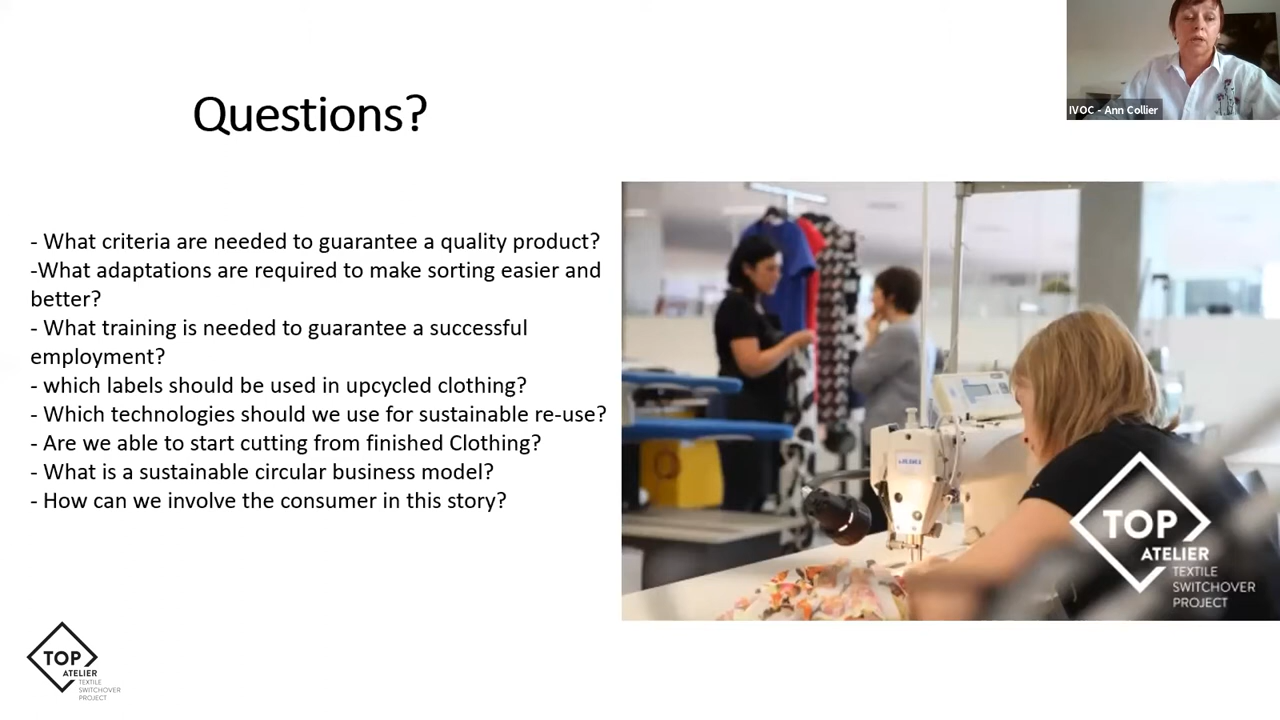 IVOC - Ann Collier
Questions?
- What criteria are needed to guarantee a quality product?
-What adaptations are required to make sorting easier and
better?
- What training is needed to guarantee a successful
employment?
- which labels should be used in upcycled clothing?
- Which technologies should we use for sustainable re-use?
- Are we able to start cutting from finished Clothing?
- What is a sustainable circular business model?
- How can we involve the consumer in this story?
JUKI
TOP
ATELIER
TEXTILE
SWITCHOVER
PROJECT
TOP
ATELIER
TEXTILE
SWITCHOVER
PROJECT